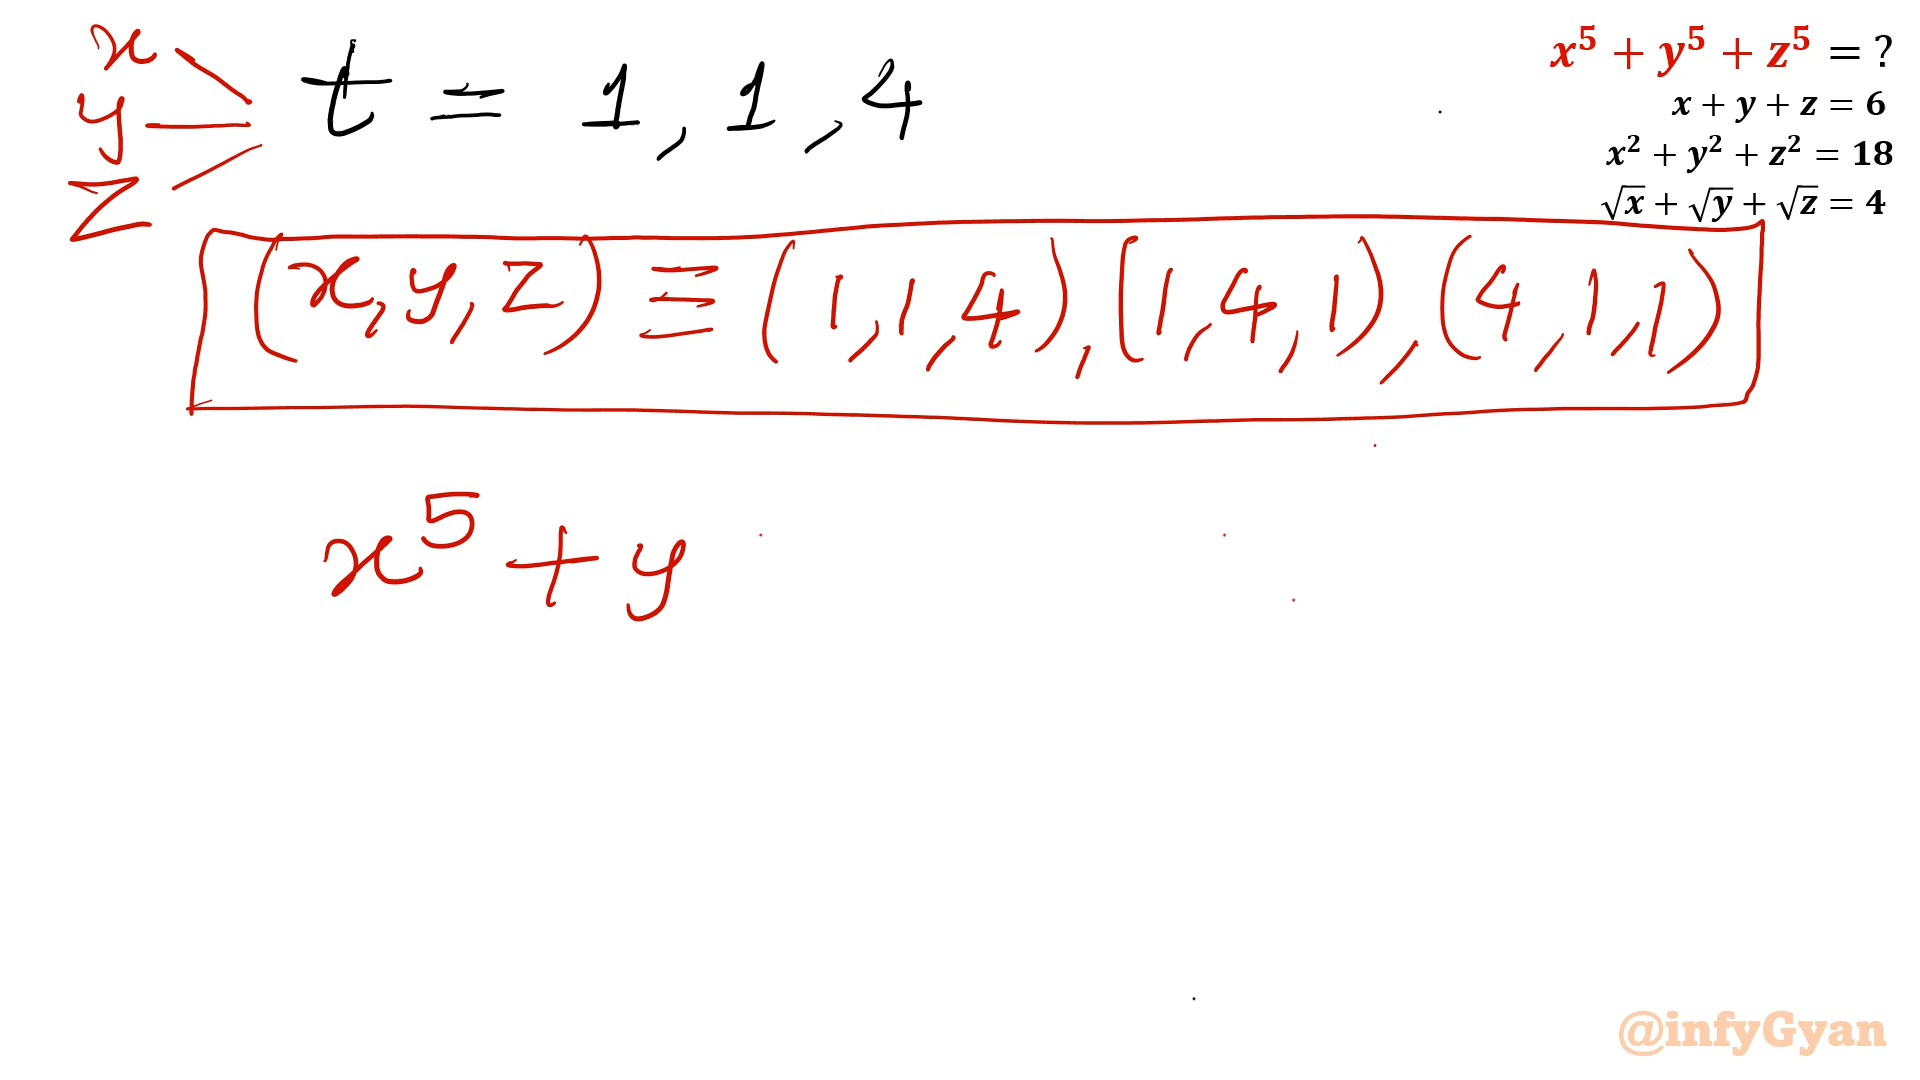 x
y
z
t = 1, 1, 4
x⁵ + y⁵ + z⁵ = ?
x + y + z = 6
x² + y² + z² = 18
√x + √y + √z = 4
(x, y, z) ≡ (1, 1, 4), (1, 4, 1), (4, 1, 1)
x⁵ + y
@infyGyan